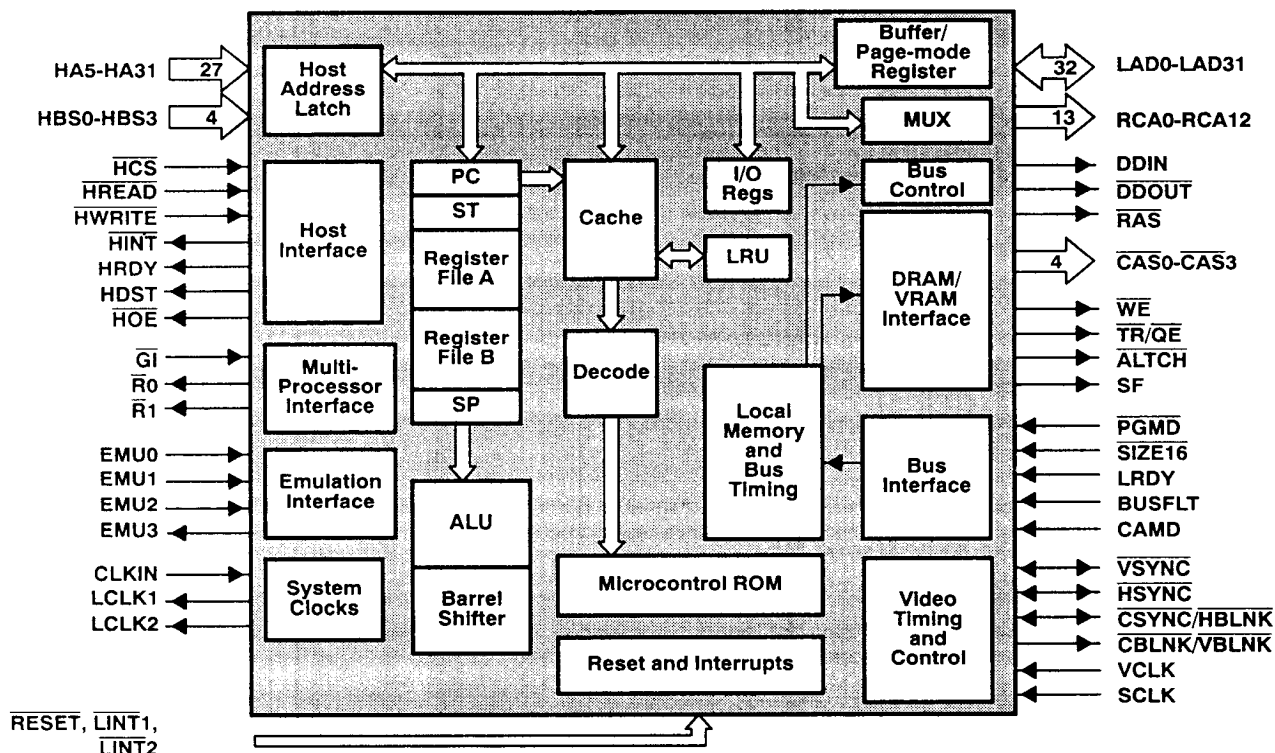 HA5-HA31
27
HBS0-HBS3
4
HCS
HREAD
HWRITE
HINT
HRDY
HDST
HOE
GI
R0
R1
EMU0
EMU1
EMU2
EMU3
CLKIN
LCLK1
LCLK2
RESET, LINT1,
LINT2
Host
Address
Latch
Host
Interface
Multi-
Processor
Interface
Emulation
Interface
System
Clocks
PC
ST
Register
File A
Register
File B
SP
ALU
Barrel
Shifter
Cache
Decode
Microcontrol ROM
Reset and Interrupts
I/O
Regs
LRU
Local
Memory
and
Bus
Timing
Buffer/
Page-mode
Register
MUX
Bus
Control
DRAM/
VRAM
Interface
Bus
Interface
Video
Timing
and
Control
32
LAD0-LAD31
13
RCA0-RCA12
DDIN
DDOUT
RAS
4
CAS0-CAS3
WE
TR/QE
ALTCH
SF
PGMD
SIZE16
LRDY
BUSFLT
CAMD
VSYNC
HSYNC
CSYNC/HBLNK
CBLNK/VBLNK
VCLK
SCLK